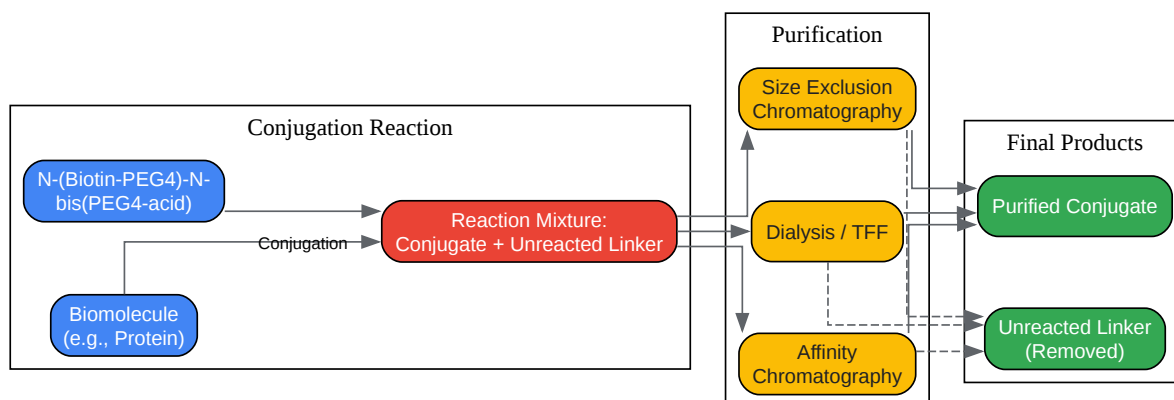 Conjugation Reaction
N-(Biotin-PEG4)-N-
bis(PEG4-acid)
Conjugation
Biomolecule
(e.g., Protein)
Reaction Mixture:
Conjugate + Unreacted Linker
Purification
Size Exclusion
Chromatography
Dialysis / TFF
Affinity
Chromatography
Final Products
Purified Conjugate
Unreacted Linker
(Removed)